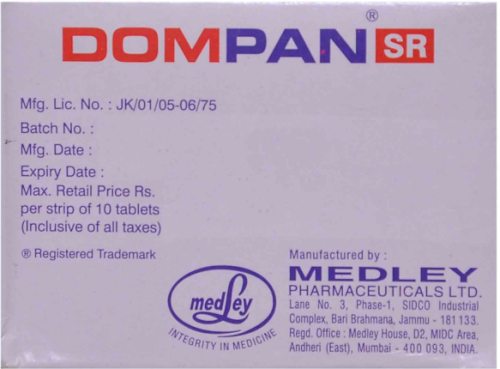 DOMPAN® SR
Mfg. Lic. No. : JK/01/05-06/75
Batch No. :
Mfg. Date :
Expiry Date :
Max. Retail Price Rs.
per strip of 10 tablets
(Inclusive of all taxes)
® Registered Trademark
medley
INTEGRITY IN MEDICINE
Manufactured by :
MEDLEY
PHARMACEUTICALS LTD.
Lane No. 3, Phase-1, SIDCO Industrial
Complex, Bari Brahmana, Jammu - 181 133.
Regd. Office : Medley House, D2, MIDC Area,
Andheri (East), Mumbai - 400 093, INDIA.